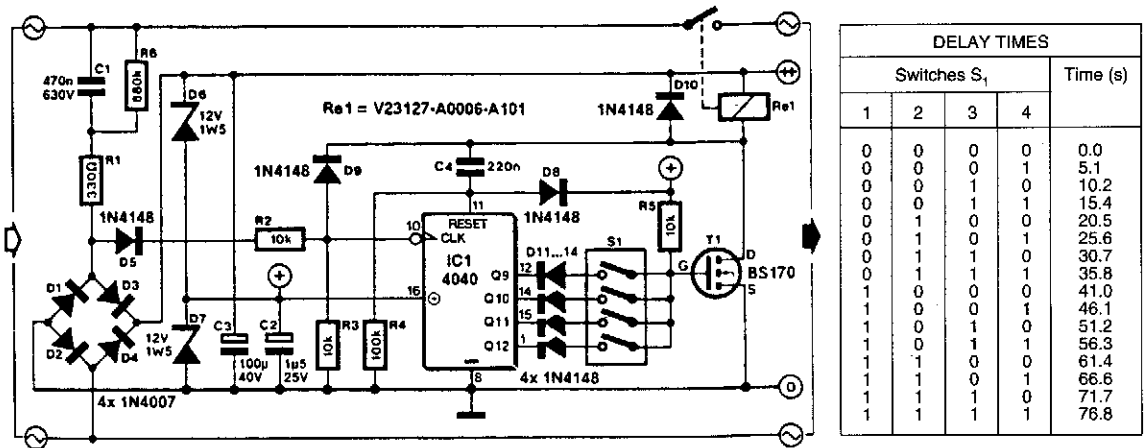 C1
470n
630V
R6
680k
D6
12V
1W5
Re1 = V23127-A0006-A101
D10
1N4148
Re1
R1
330Ω
1N4148
D5
1N4148
D9
C4
220n
D8
1N4148
R2
10k
10
11
RESET
CLK
IC1
4040
R5
10k
T1
D
G
BS170
S
D11...14
S1
Q9
12
Q10
14
Q11
15
Q12
1
16
8
D1
D3
D2
D4
D7
12V
1W5
C3
100µ
40V
C2
1µ5
25V
R3
10k
R4
100k
4x 1N4007
4x 1N4148
0
DELAY TIMES
Switches S1 Time (s)
1 2 3 4
0 0 0 0 0.0
0 0 0 1 5.1
0 0 1 0 10.2
0 0 1 1 15.4
0 1 0 0 20.5
0 1 0 1 25.6
0 1 1 0 30.7
0 1 1 1 35.8
1 0 0 0 41.0
1 0 0 1 46.1
1 0 1 0 51.2
1 0 1 1 56.3
1 1 0 0 61.4
1 1 0 1 66.6
1 1 1 0 71.7
1 1 1 1 76.8